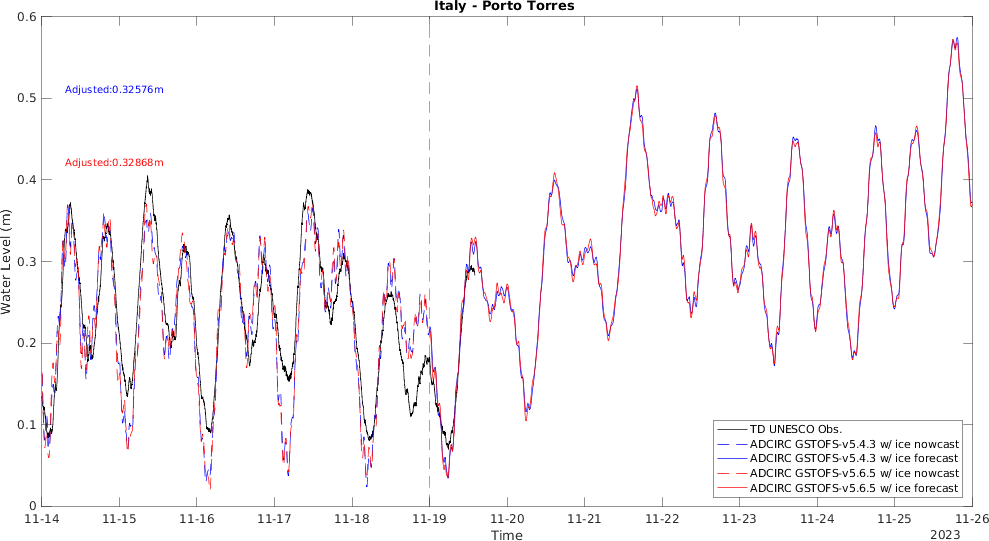 Italy - Porto Torres
0.6
0.5
0.4
0.3
0.2
0.1
0
Water Level (m)
Adjusted:0.32576m
Adjusted:0.32868m
TD UNESCO Obs.
ADCIRC GSTOFS-v5.4.3 w/ ice nowcast
ADCIRC GSTOFS-v5.4.3 w/ ice forecast
ADCIRC GSTOFS-v5.6.5 w/ ice nowcast
ADCIRC GSTOFS-v5.6.5 w/ ice forecast
11-14 11-15 11-16 11-17 11-18 11-19 11-20 11-21 11-22 11-23 11-24 11-25 11-26
Time
2023